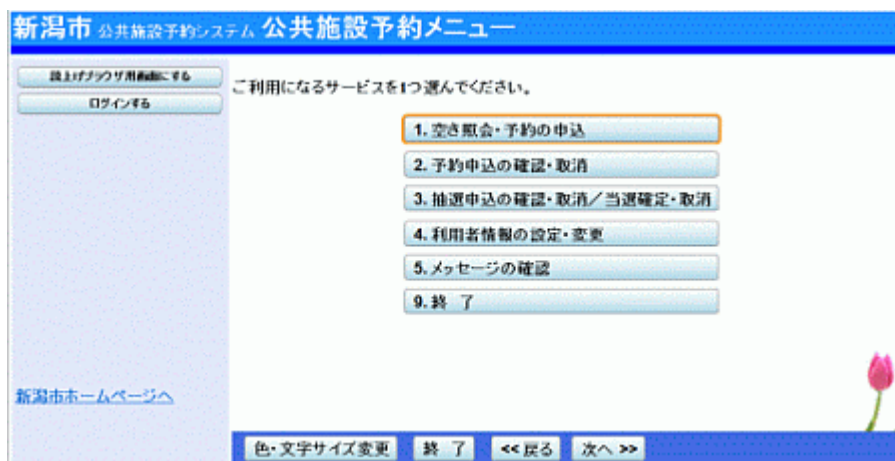 新潟市 公共施設予約システム 公共施設予約メニュー
読上げブラウザ用画面にする
ログインする
ご利用になるサービスを1つ選んでください。
1. 空き照会・予約の申込
2. 予約申込の確認・取消
3. 抽選申込の確認・取消／当選確定・取消
4. 利用者情報の設定・変更
5. メッセージの確認
9. 終 了
新潟市ホームページへ
色・文字サイズ変更
終 了
<<戻る
次へ>>